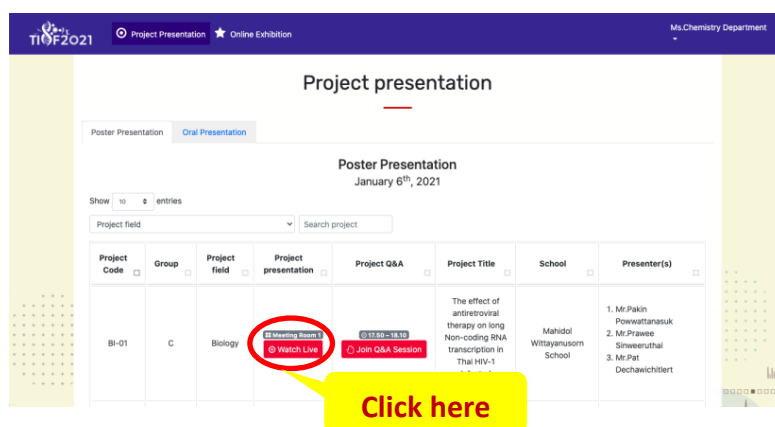 TISF2021
Project Presentation
Online Exhibition
Ms.Chemistry Department
Project presentation
Poster Presentation
Oral Presentation
Poster Presentation
January 6th, 2021
Show 10 entries
Project field
Search project
Project Code
Group
Project field
Project presentation
Project Q&A
Project Title
School
Presenter(s)
BI-01
C
Biology
Meeting Room 1
Watch Live
17.50 – 18.10
Join Q&A Session
The effect of
antiretroviral
therapy on long
Non-coding RNA
transcription in
Thai HIV-1
Mahidol
Wittayanusorn
School
1. Mr.Pakin
Powwattanasuk
2. Mr.Prawee
Sinweeruthai
3. Mr.Pat
Dechawichitlert
Click here